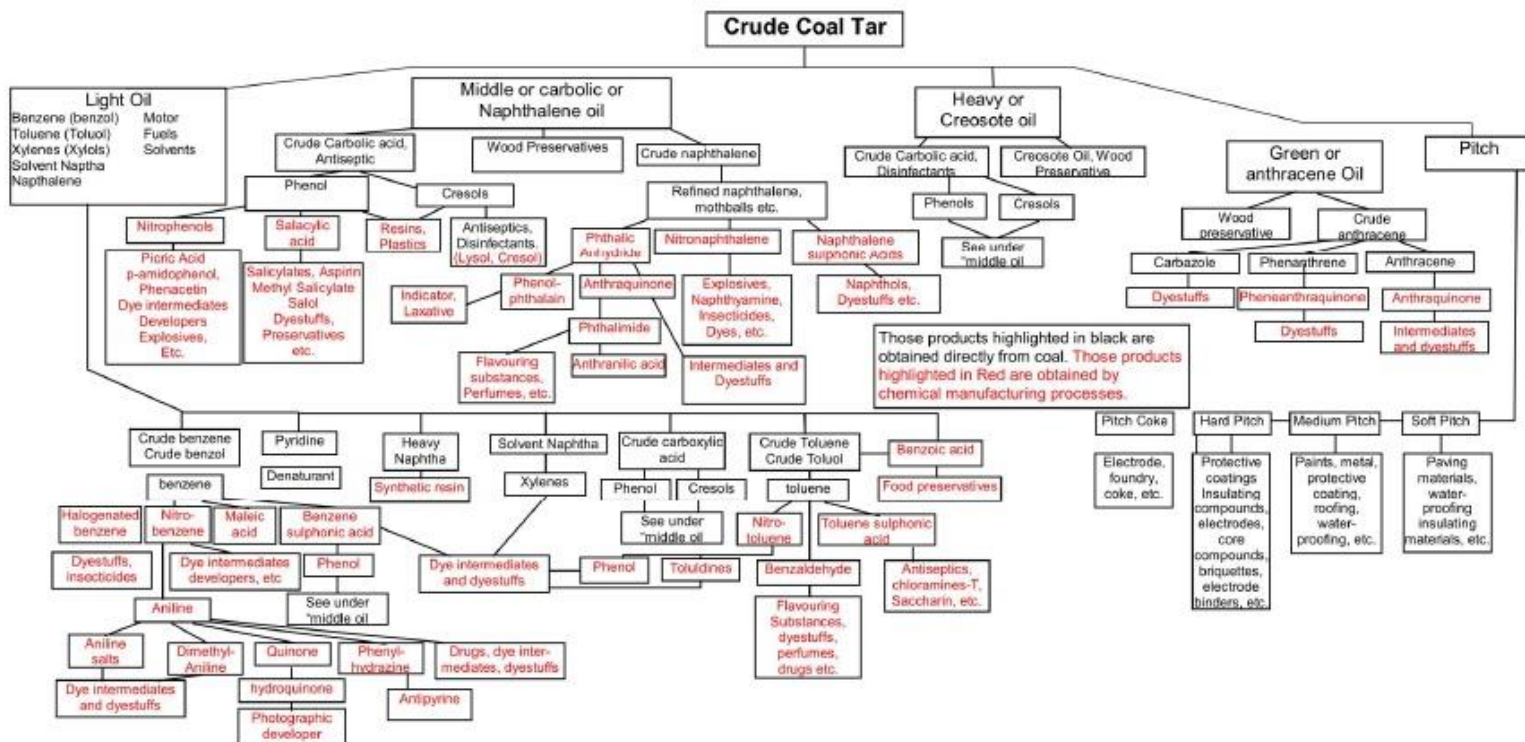 Crude Coal Tar
Light Oil
Benzene (benzol) Motor
Toluene (Toluol) Fuels
Xylenes (Xylols) Solvents
Solvent Naptha
Napthalene
Middle or carbolic or
Naphthalene oil
Crude Carbolic acid,
Antiseptic
Wood Preservatives
Crude naphthalene
Phenol
Cresols
Refined naphthalene,
mothballs etc.
Nitrophenols
Salacylic
acid
Resins,
Plastics
Antiseptics,
Disinfectants,
(Lysol, Cresol)
Picric Acid
p-amidophenol,
Phenacetin
Dye intermediates
Developers
Explosives,
Etc.
Salicylates, Aspirin
Methyl Salicylate
Salol
Dyestuffs,
Preservatives
etc.
Phthalic
Anhydride
Nitronaphthalene
Naphthalene
sulphonic Acids
Indicator,
Laxative
Phenol-
phthalain
Anthraquinone
Explosives,
Naphthyamine,
Insecticides,
Dyes, etc.
Naphthols,
Dyestuffs etc.
Phthalimide
Flavouring
substances,
Perfumes, etc.
Anthranilic acid
Intermediates and
Dyestuffs
Heavy or
Creosote oil
Crude Carbolic acid,
Disinfectants
Creosote Oil, Wood
Preservative
Phenols
Cresols
See under
"middle oil
Green or
anthracene Oil
Wood
preservative
Crude
anthracene
Carbazole
Phenanthrene
Anthracene
Dyestuffs
Pheneanthraquinone
Anthraquinone
Dyestuffs
Intermediates
and dyestuffs
Pitch
Those products highlighted in black are
obtained directly from coal. Those products
highlighted in Red are obtained by
chemical manufacturing processes.
Crude benzene
Crude benzol
Pyridine
Heavy
Naphtha
Solvent Naphtha
Crude carboxylic
acid
Crude Toluene
Crude Toluol
Benzoic acid
Denaturant
Synthetic resin
Xylenes
Phenol
Cresols
toluene
Food preservatives
benzene
See under
"middle oil
Halogenated
benzene
Nitro-
benzene
Maleic
acid
Benzene
sulphonic acid
Nitro-
toluene
Toluene sulphonic
acid
Dyestuffs,
insecticides
Dye intermediates
developers, etc
Phenol
Dye intermediates
and dyestuffs
Phenol
Toluldines
Benzaldehyde
Antiseptics,
chloramines-T,
Saccharin, etc.
See under
"middle oil
Flavouring
Substances,
dyestuffs,
perfumes,
drugs etc.
Aniline
Aniline
salts
Dimethyl-
Aniline
Quinone
Phenyl-
hydrazine
Drugs, dye inter-
mediates, dyestuffs
Dye intermediates
and dyestuffs
hydroquinone
Antipyrine
Photographic
developer
Pitch Coke
Hard Pitch
Medium Pitch
Soft Pitch
Electrode,
foundry,
coke, etc.
Protective
coatings
Insulating
compounds,
electrodes,
core
compounds,
briquettes,
electrode
binders, etc.
Paints, metal,
protective
coating,
roofing,
water-
proofing, etc.
Paving
materials,
water-
proofing
insulating
materials, etc.